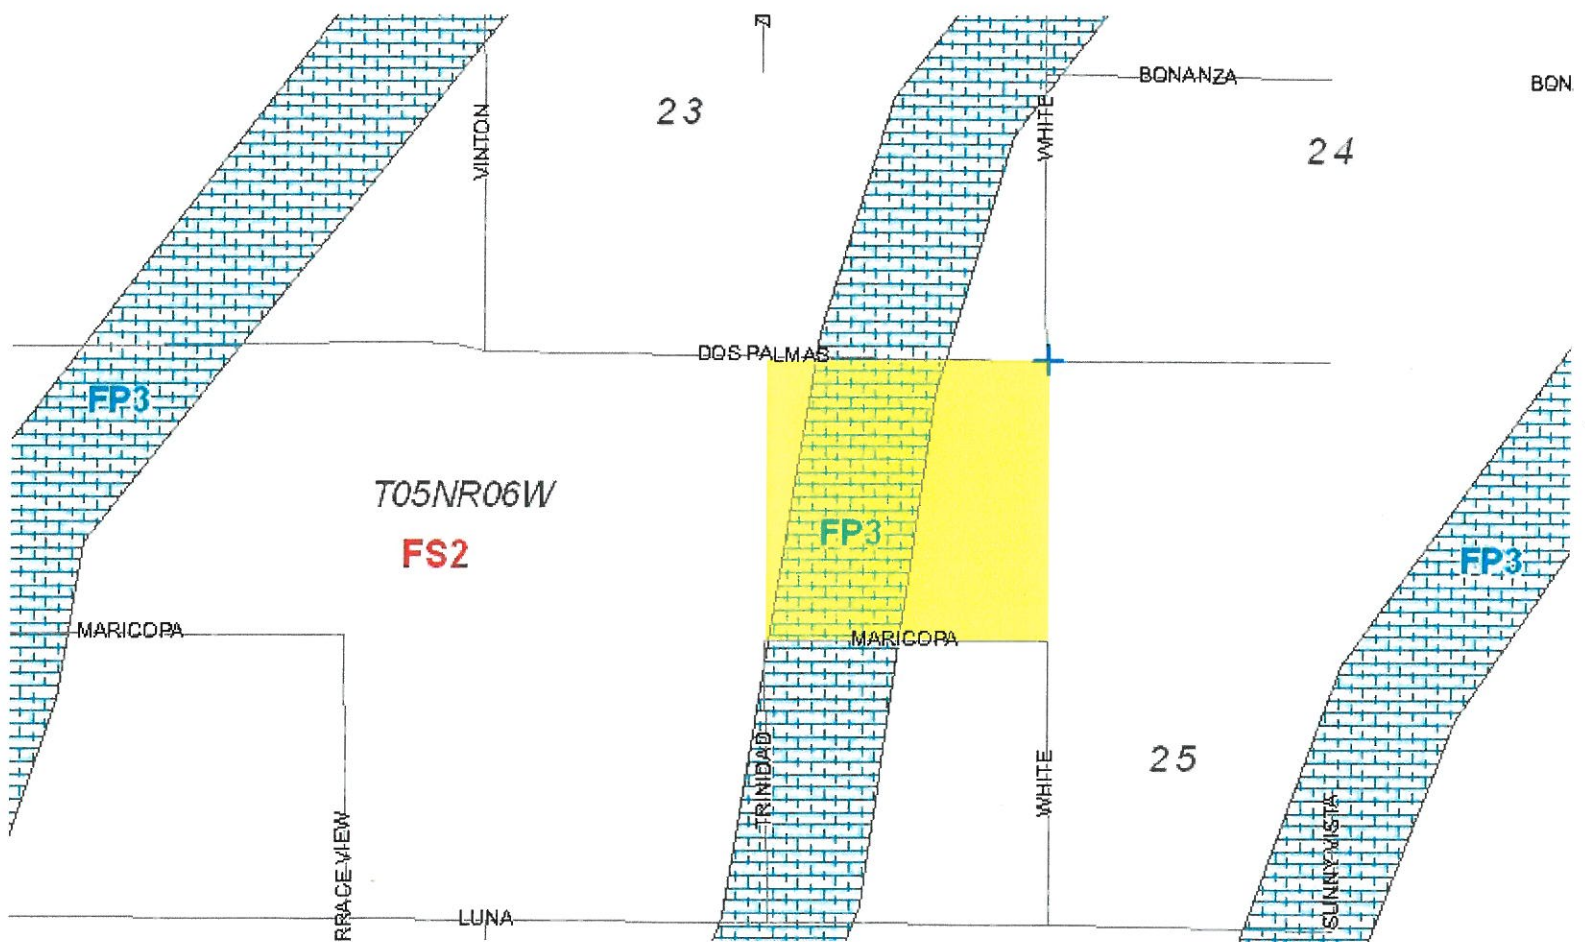 BONANZA
BON
23
VINTON
WHITE
24
DOS PALMAS
FP3
T05NR06W
FS2
FP3
FP3
MARICOPA
MARICOPA
TRINIDAD
WHITE
25
SUNNY VISTA
RRACE VIEW
LUNA